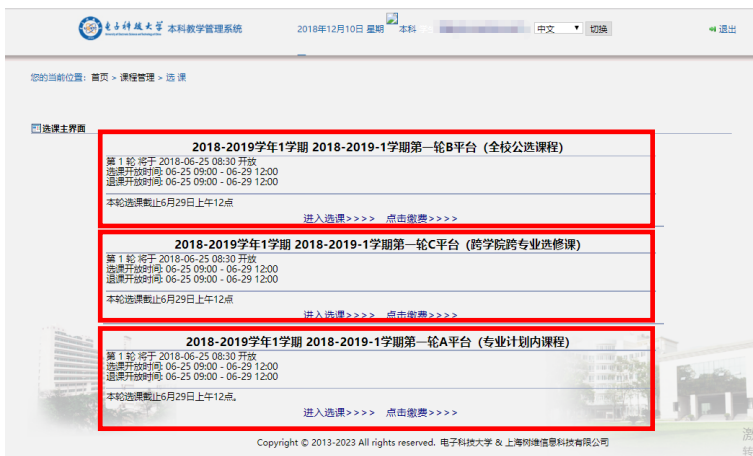 电子科技大学 本科教学管理系统 2018年12月10日 星期一 本科 中文 切换 退出
您的当前位置：首页 > 课程管理 > 选 课
选课主界面
2018-2019学年1学期 2018-2019-1学期第一轮B平台（全校公选课程)
第 1 轮 将于 2018-06-25 08:30 开放
选课开放时间: 06-25 09:00 - 06-29 12:00
退课开放时间: 06-25 09:00 - 06-29 12:00
本轮选课截止6月29日上午12点
进入选课>>>> 点击缴费>>>>
2018-2019学年1学期 2018-2019-1学期第一轮C平台（跨学院跨专业选修课）
第 1 轮 将于 2018-06-25 08:30 开放
选课开放时间: 06-25 09:00 - 06-29 12:00
退课开放时间: 06-25 09:00 - 06-29 12:00
本轮选课截止6月29日上午12点
进入选课>>>> 点击缴费>>>>
2018-2019学年1学期 2018-2019-1学期第一轮A平台（专业计划内课程)
第 1 轮 将于 2018-06-25 08:30 开放
选课开放时间: 06-25 09:00 - 06-29 12:00
退课开放时间: 06-25 09:00 - 06-29 12:00
本轮选课截止6月29日上午12点。
进入选课>>>> 点击缴费>>>>
Copyright © 2013-2023 All rights reserved. 电子科技大学 & 上海树维信息科技有限公司